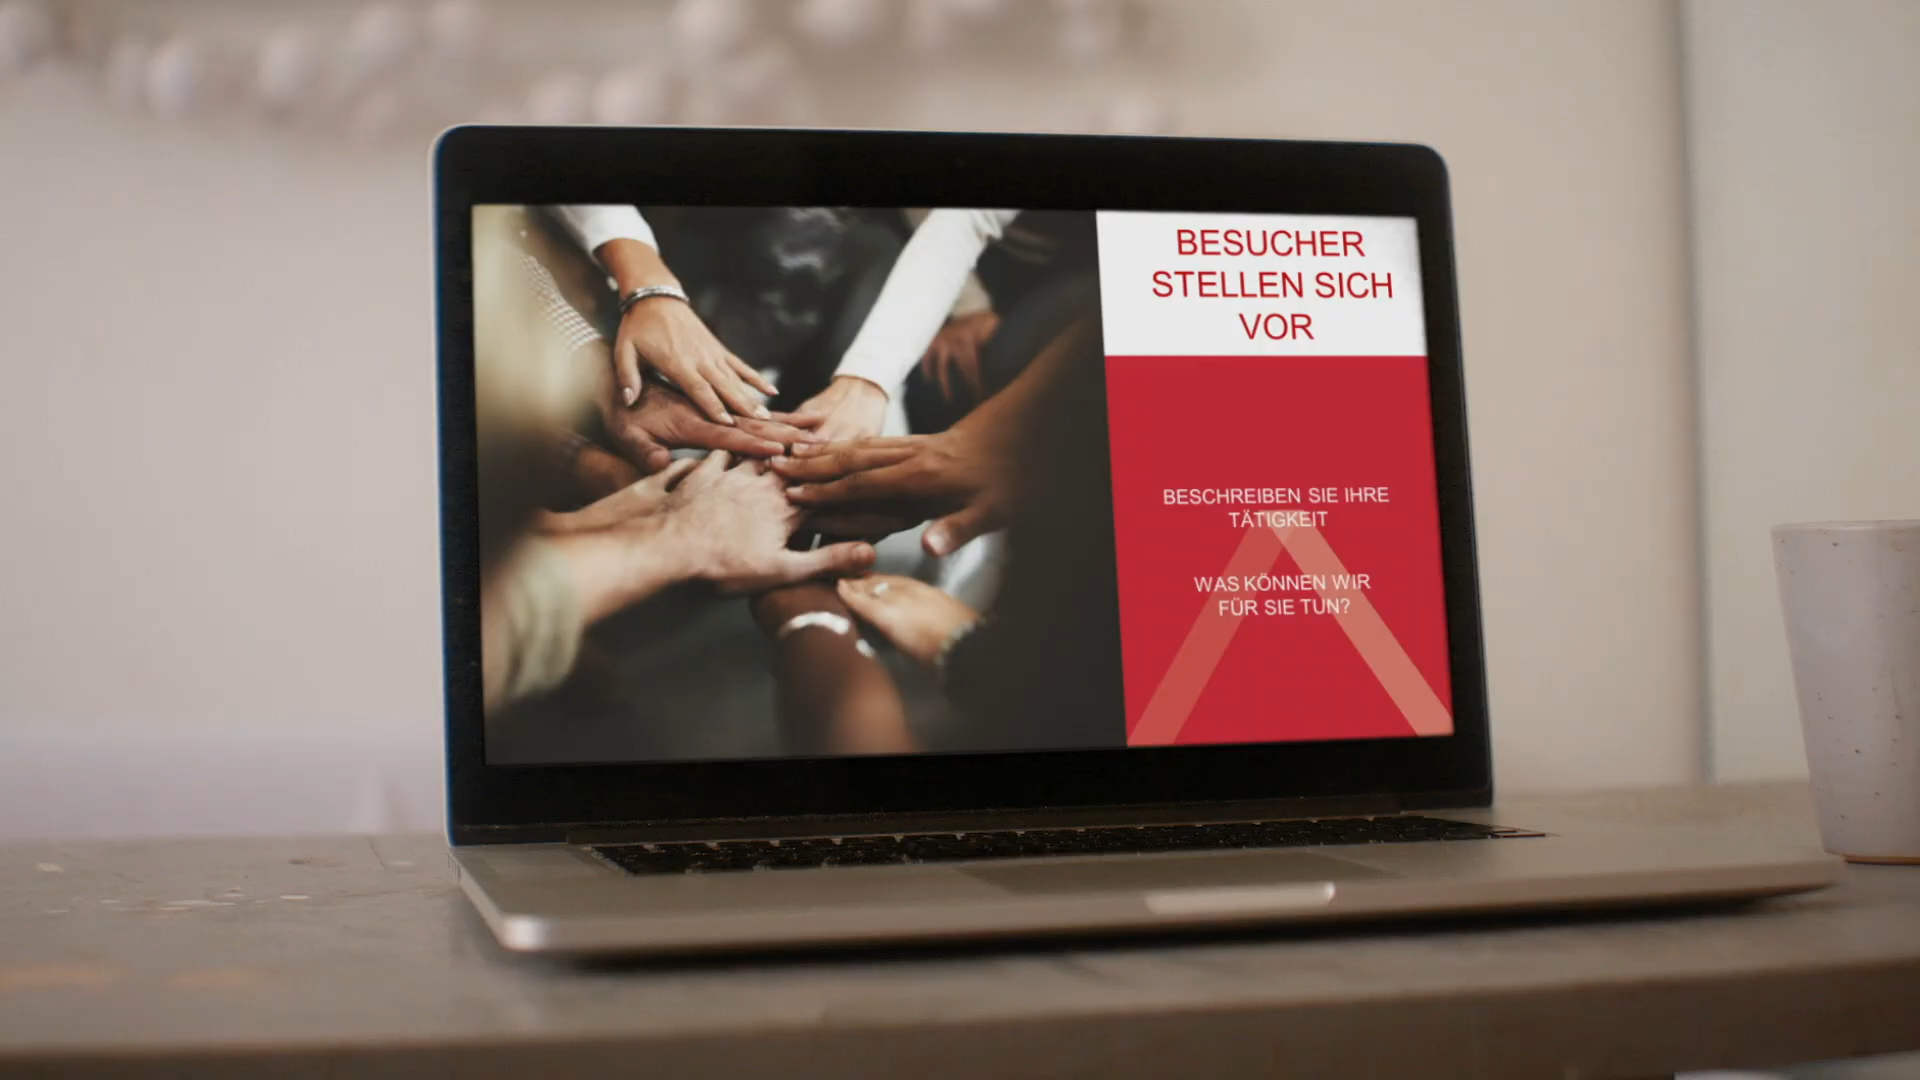 BESUCHER
STELLEN SICH
VOR
BESCHREIBEN SIE IHRE
TÄTIGKEIT
WAS KÖNNEN WIR
FÜR SIE TUN?